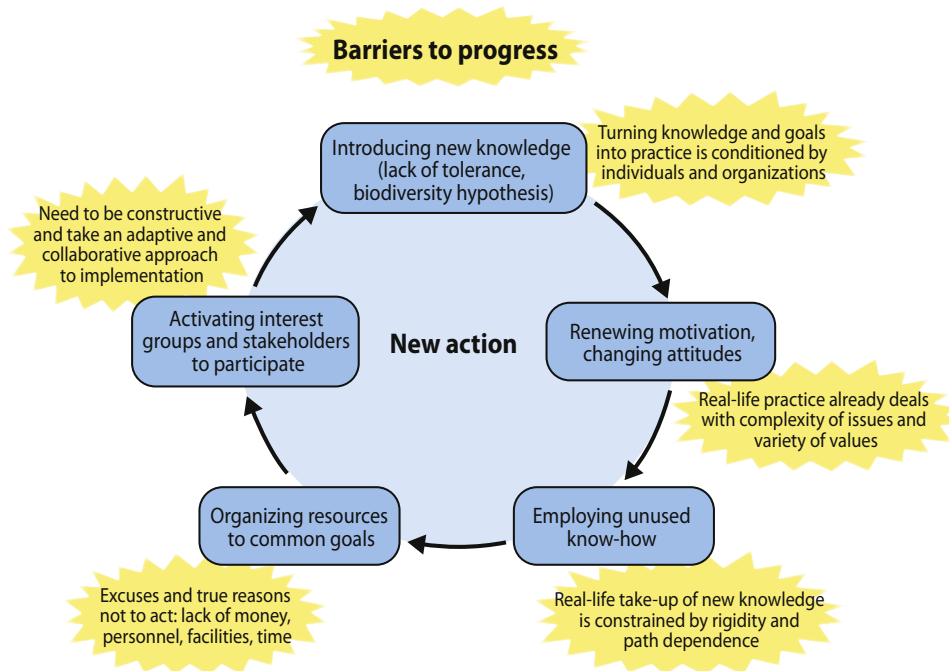 Barriers to progress
Introducing new knowledge
(lack of tolerance,
biodiversity hypothesis)
Turning knowledge and goals
into practice is conditioned by
individuals and organizations
Need to be constructive
and take an adaptive and
collaborative approach
to implementation
Activating interest
groups and stakeholders
to participate
New action
Renewing motivation,
changing attitudes
Real-life practice already deals
with complexity of issues and
variety of values
Organizing resources
to common goals
Employing unused
know-how
Excuses and true reasons
not to act: lack of money,
personnel, facilities, time
Real-life take-up of new knowledge
is constrained by rigidity and
path dependence